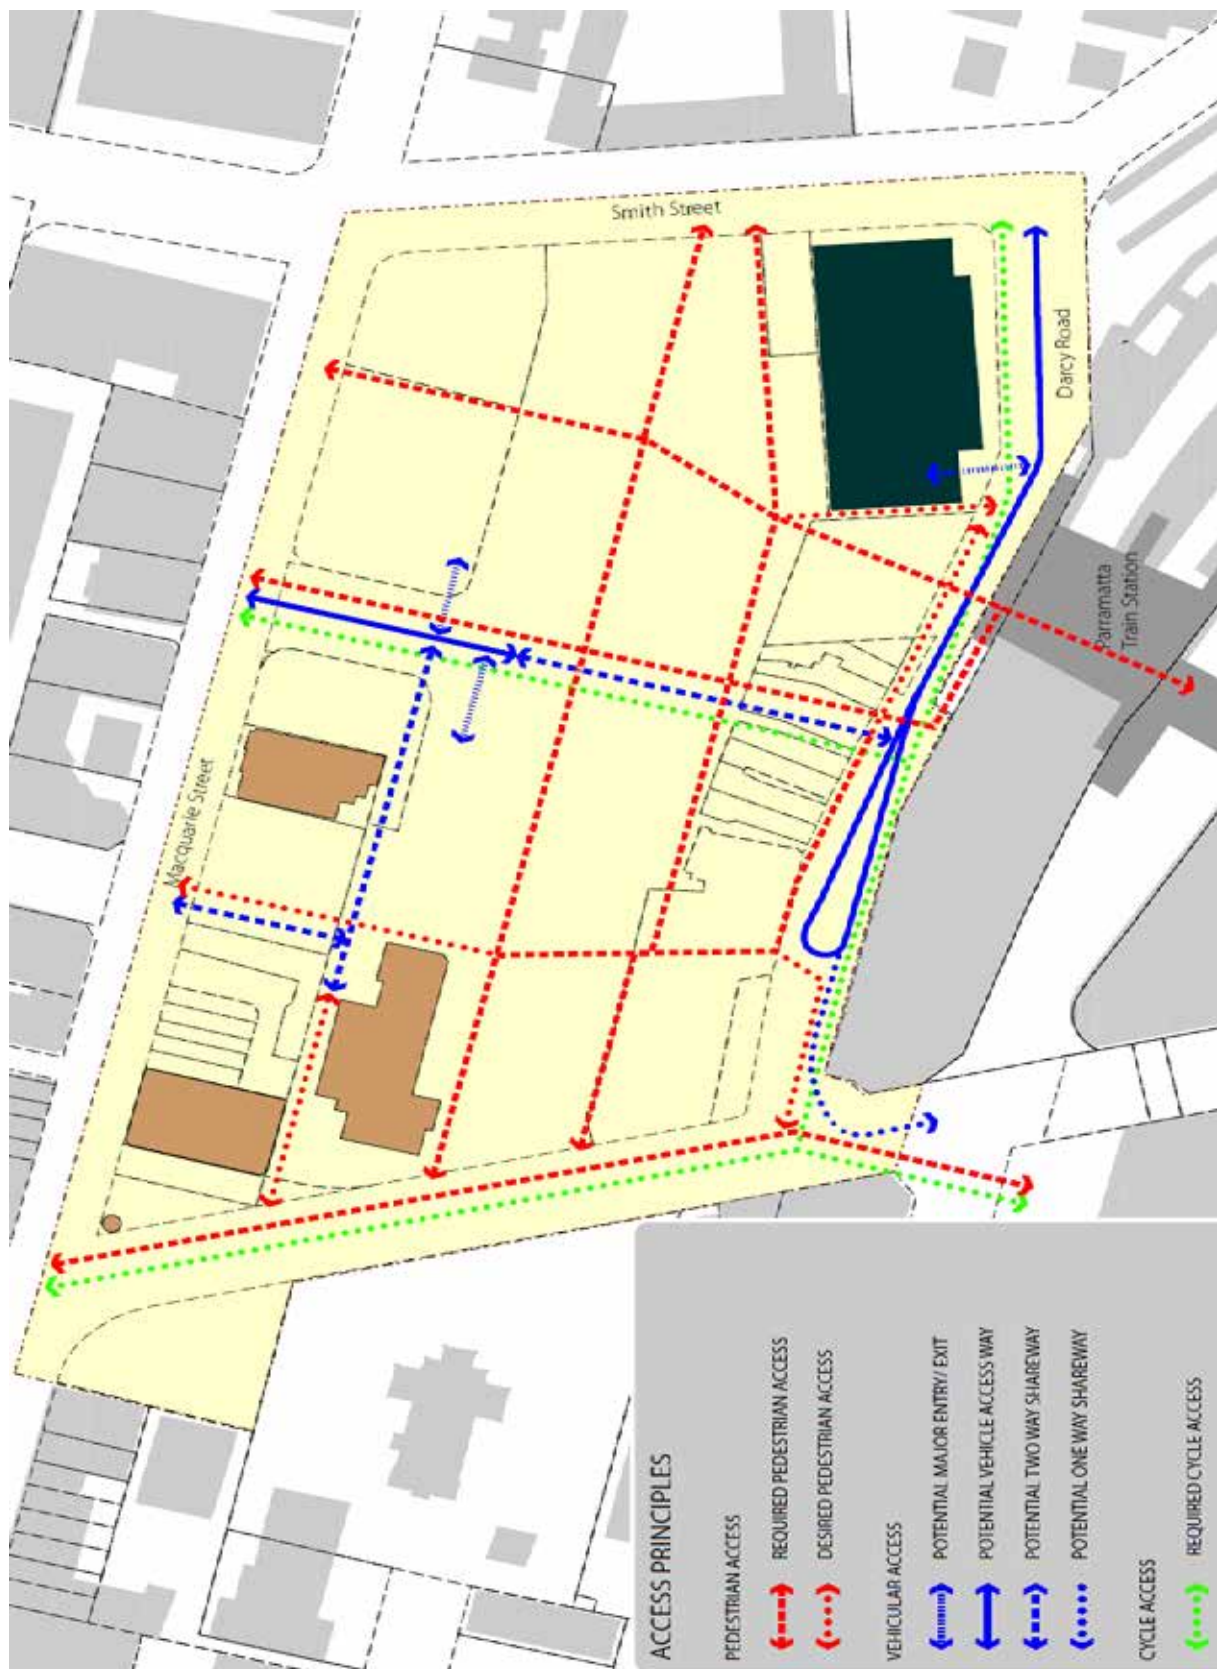 Smith Street
Macquarie Street
Darcy Road
Parramatta
Train Station
ACCESS PRINCIPLES
PEDESTRIAN ACCESS
REQUIRED PEDESTRIAN ACCESS
DESIRED PEDESTRIAN ACCESS
VEHICULAR ACCESS
POTENTIAL MAJOR ENTRY/ EXIT
POTENTIAL VEHICLE ACCESS WAY
POTENTIAL TWO WAY SHAREWAY
POTENTIAL ONE WAY SHAREWAY
CYCLE ACCESS
REQUIRED CYCLE ACCESS